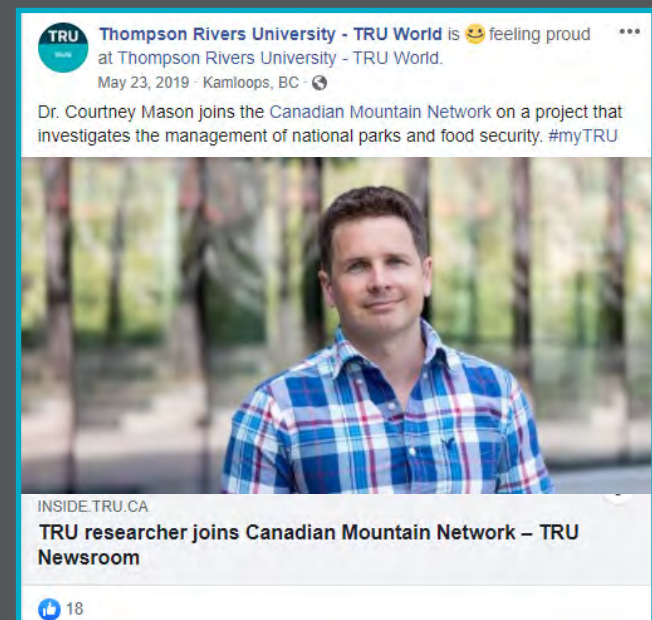 TRU
World
Thompson Rivers University - TRU World is feeling proud
at Thompson Rivers University - TRU World.
May 23, 2019 · Kamloops, BC ·
Dr. Courtney Mason joins the Canadian Mountain Network on a project that
investigates the management of national parks and food security. #myTRU
INSIDE.TRU.CA
TRU researcher joins Canadian Mountain Network – TRU
Newsroom
18